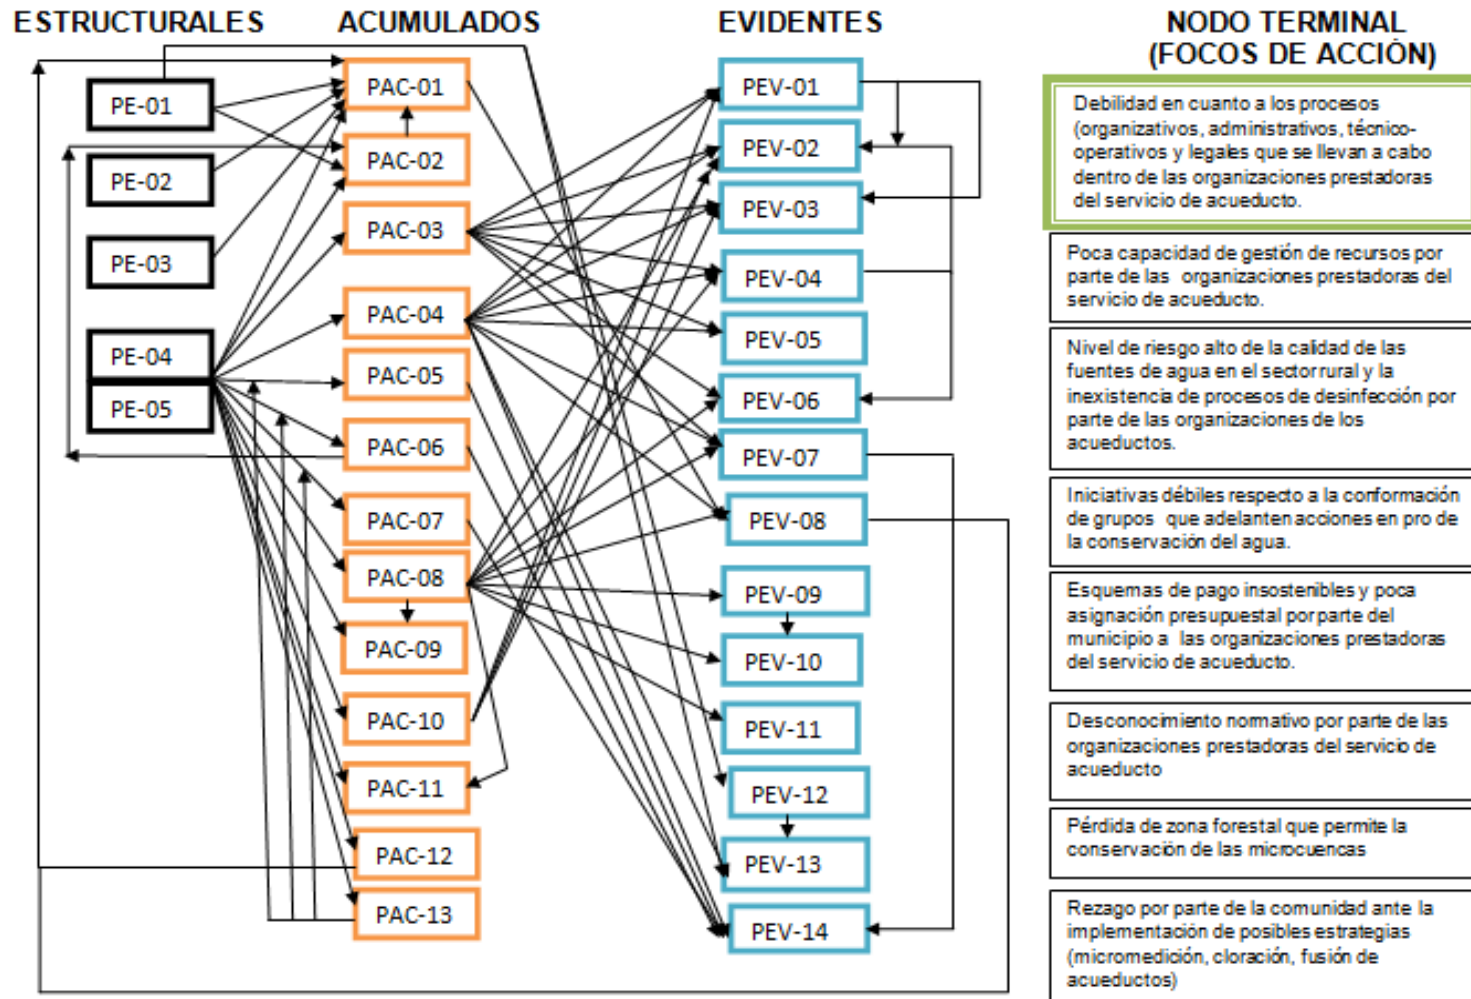 ESTRUCTURALES
ACUMULADOS
EVIDENTES
NODO TERMINAL
(FOCOS DE ACCIÓN)
PE-01
PE-02
PE-03
PE-04
PE-05
PAC-01
PAC-02
PAC-03
PAC-04
PAC-05
PAC-06
PAC-07
PAC-08
PAC-09
PAC-10
PAC-11
PAC-12
PAC-13
PEV-01
PEV-02
PEV-03
PEV-04
PEV-05
PEV-06
PEV-07
PEV-08
PEV-09
PEV-10
PEV-11
PEV-12
PEV-13
PEV-14
Debilidad en cuanto a los procesos
(organizativos, administrativos, técnico-
operativos y legales que se llevan a cabo
dentro de las organizaciones prestadoras
del servicio de acueducto.
Poca capacidad de gestión de recursos por
parte de las organizaciones prestadoras del
servicio de acueducto.
Nivel de riesgo alto de la calidad de las
fuentes de agua en el sector rural y la
inexistencia de procesos de desinfección por
parte de las organizaciones de los
acueductos.
Iniciativas débiles respecto a la conformación
de grupos que adelanten acciones en pro de
la conservación del agua.
Esquemas de pago insostenibles y poca
asignación presupuestal por parte del
municipio a las organizaciones prestadoras
del servicio de acueducto.
Desconocimiento normativo por parte de las
organizaciones prestadoras del servicio de
acueducto
Pérdida de zona forestal que permite la
conservación de las microcuencas
Rezago por parte de la comunidad ante la
implementación de posibles estrategias
(micromedición, cloración, fusión de
acueductos)